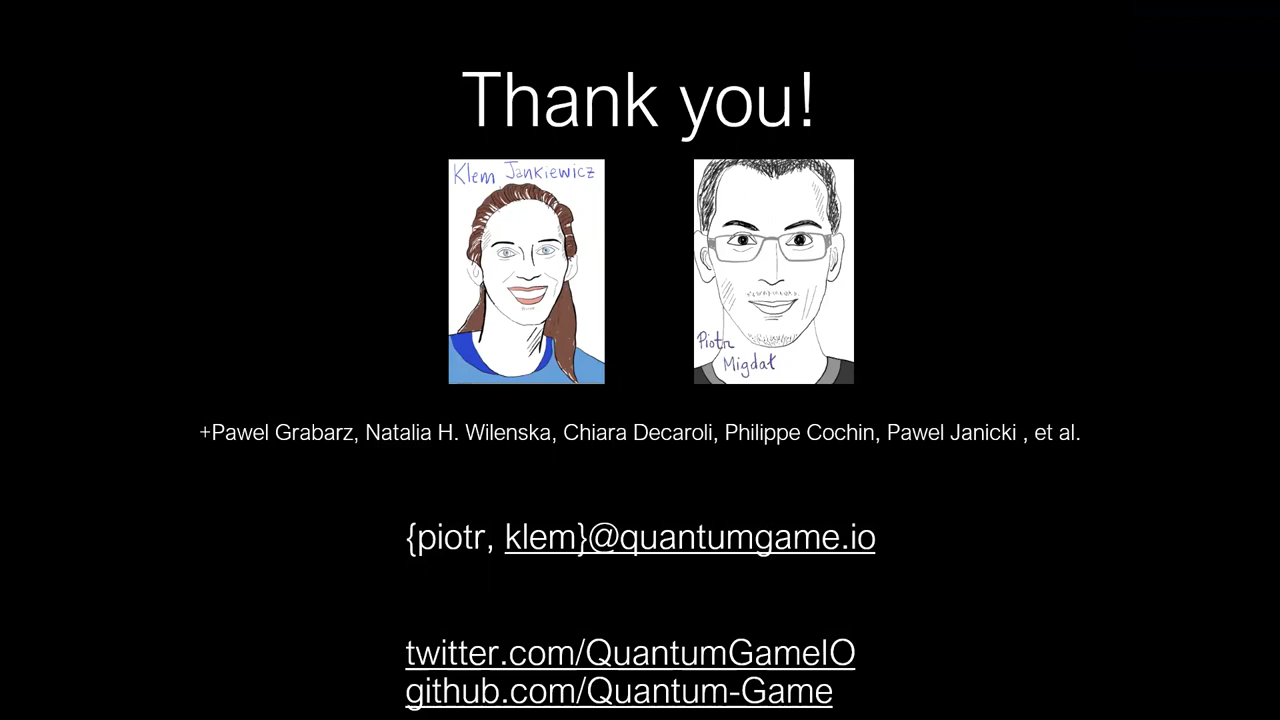 Thank you!
Klem Jankiewicz
Piotr
Migdał
+Pawel Grabarz, Natalia H. Wilenska, Chiara Decaroli, Philippe Cochin, Pawel Janicki , et al.
{piotr, klem}@quantumgame.io
twitter.com/QuantumGameIO
github.com/Quantum-Game